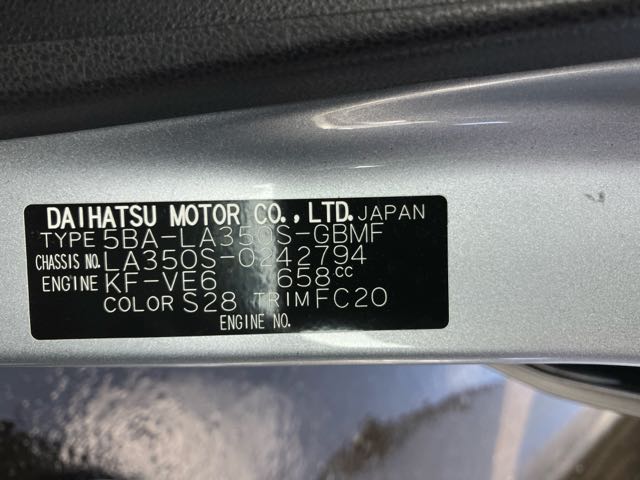 DAIHATSU MOTOR CO.,LTD. JAPAN
TYPE 5BA-LA350S-GBMF
CHASSIS NO. LA350S-0242794
ENGINE KF-VE6 658cc
COLOR S28 TRIM FC20
ENGINE NO.